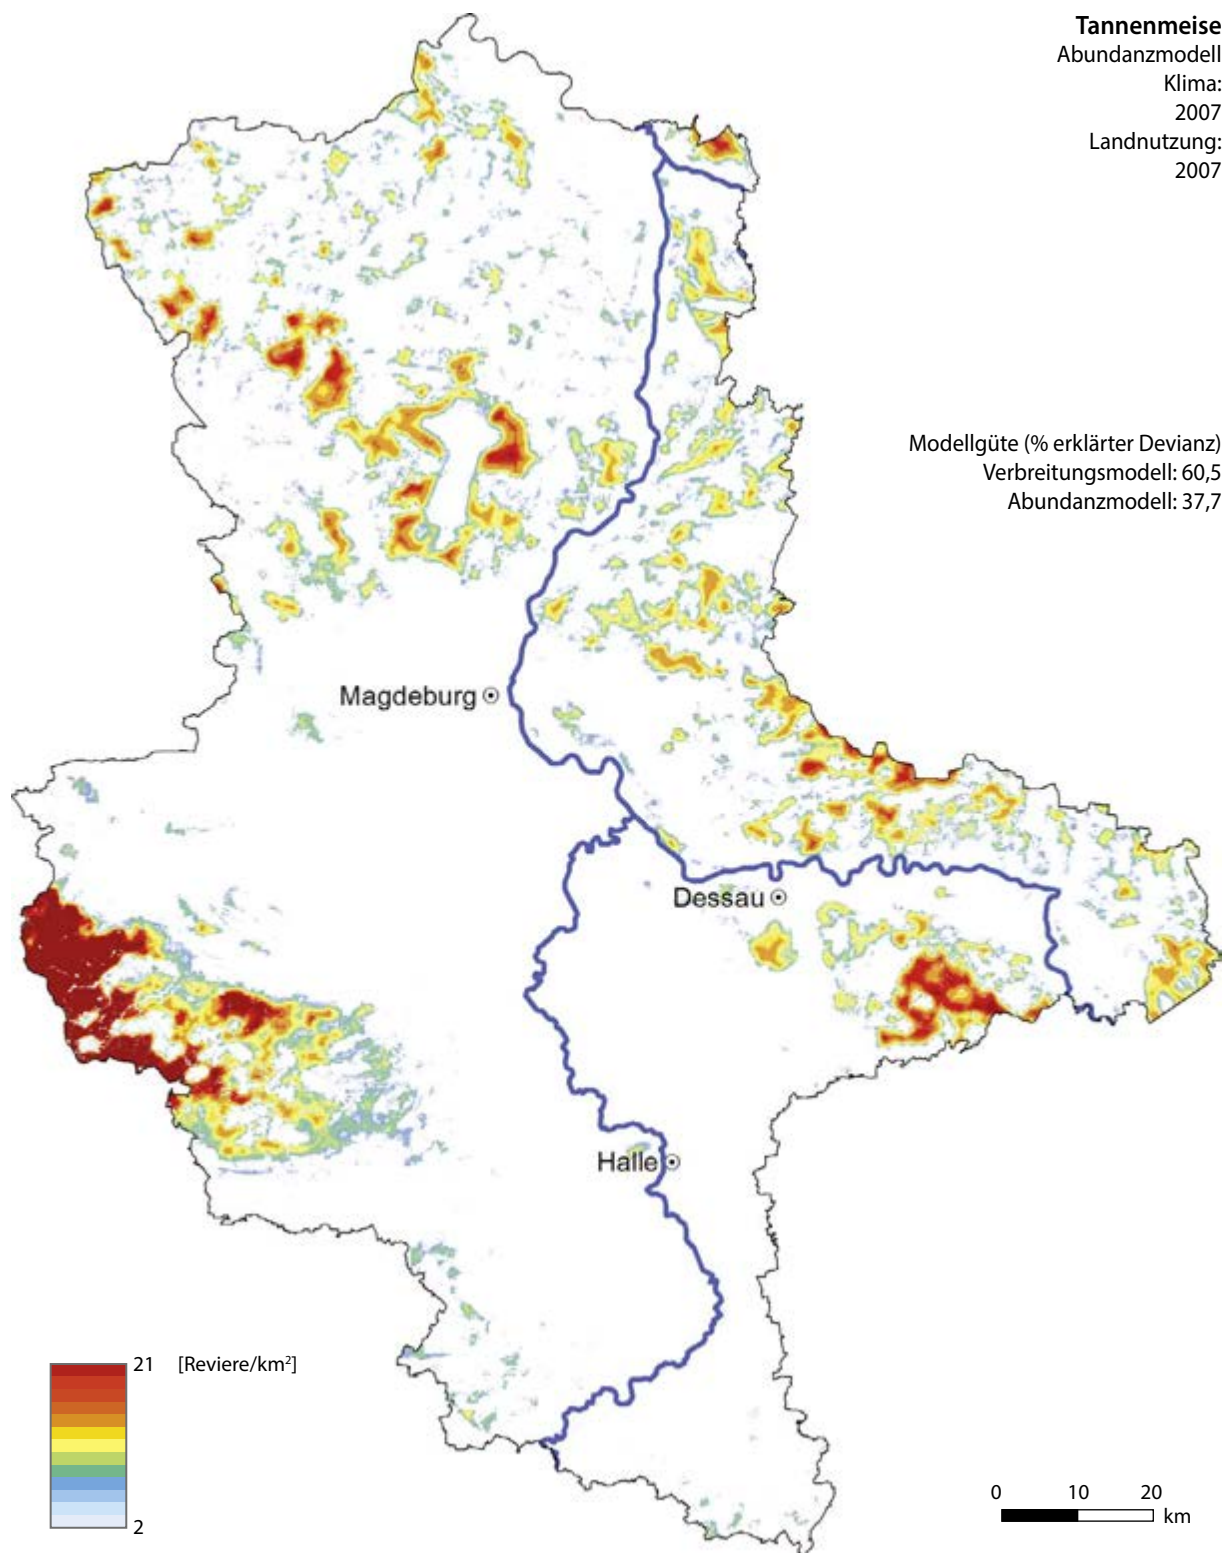 Tannenmeise
Abundanzmodell
Klima:
2007
Landnutzung:
2007
Modellgüte (% erklärter Devianz)
Verbreitungsmodell: 60,5
Abundanzmodell: 37,7
Magdeburg
Dessau
Halle
21 [Reviere/km²]
2
0 10 20
km